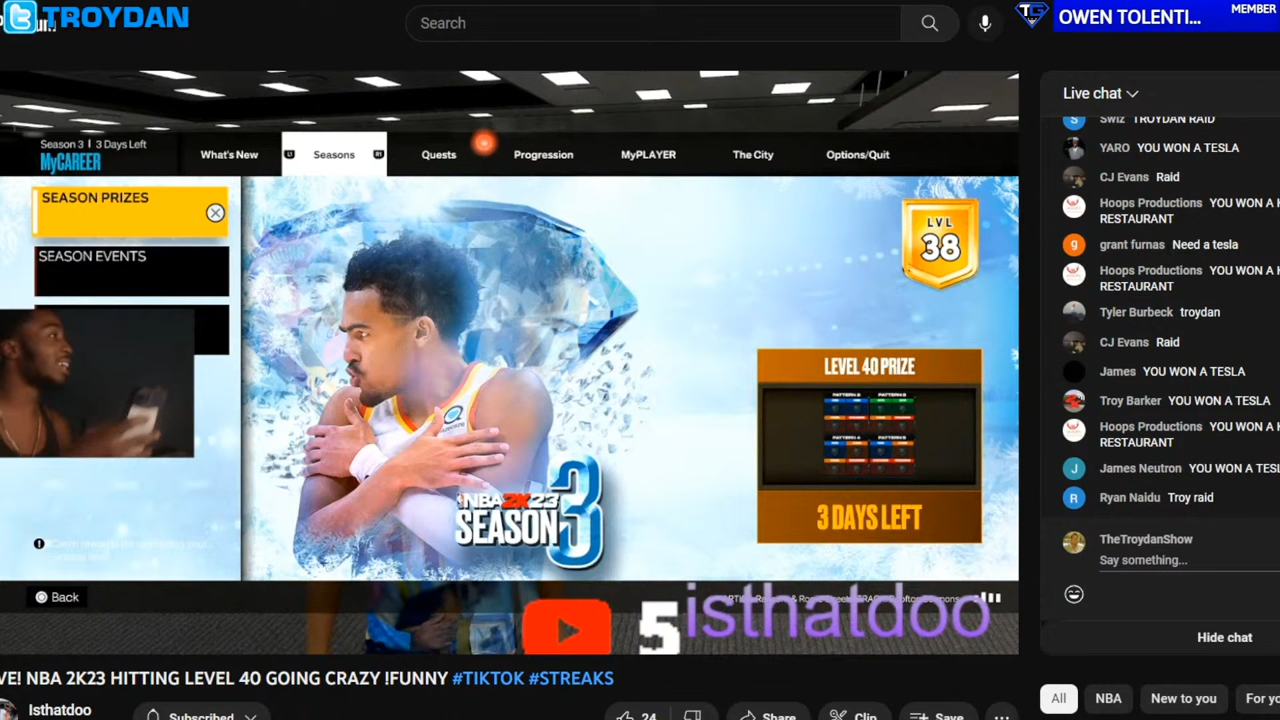 TROYDAN
Search
OWEN TOLENTI...
MEMBER
Season 3 | 3 Days Left
MyCAREER
What's New
L1
Seasons
R1
Quests
Progression
MyPLAYER
The City
Options/Quit
SEASON PRIZES
SEASON EVENTS
LVL
38
LEVEL 40 PRIZE
3 DAYS LEFT
NBA 2K23
SEASON 3
Back
5
isthatdoo
VE! NBA 2K23 HITTING LEVEL 40 GOING CRAZY !FUNNY #TIKTOK #STREAKS
Isthatdoo
Subscribed
24
Share
Clip
Save
Live chat
Swiz TROYDAN RAID
YARO YOU WON A TESLA
CJ Evans Raid
Hoops Productions YOU WON A
RESTAURANT
grant furnas Need a tesla
Hoops Productions YOU WON A
RESTAURANT
Tyler Burbeck troydan
CJ Evans Raid
James YOU WON A TESLA
Troy Barker YOU WON A TESLA
Hoops Productions YOU WON A
RESTAURANT
James Neutron YOU WON A TESL
Ryan Naidu Troy raid
TheTroydanShow
Say something...
Hide chat
All
NBA
New to you
For yo